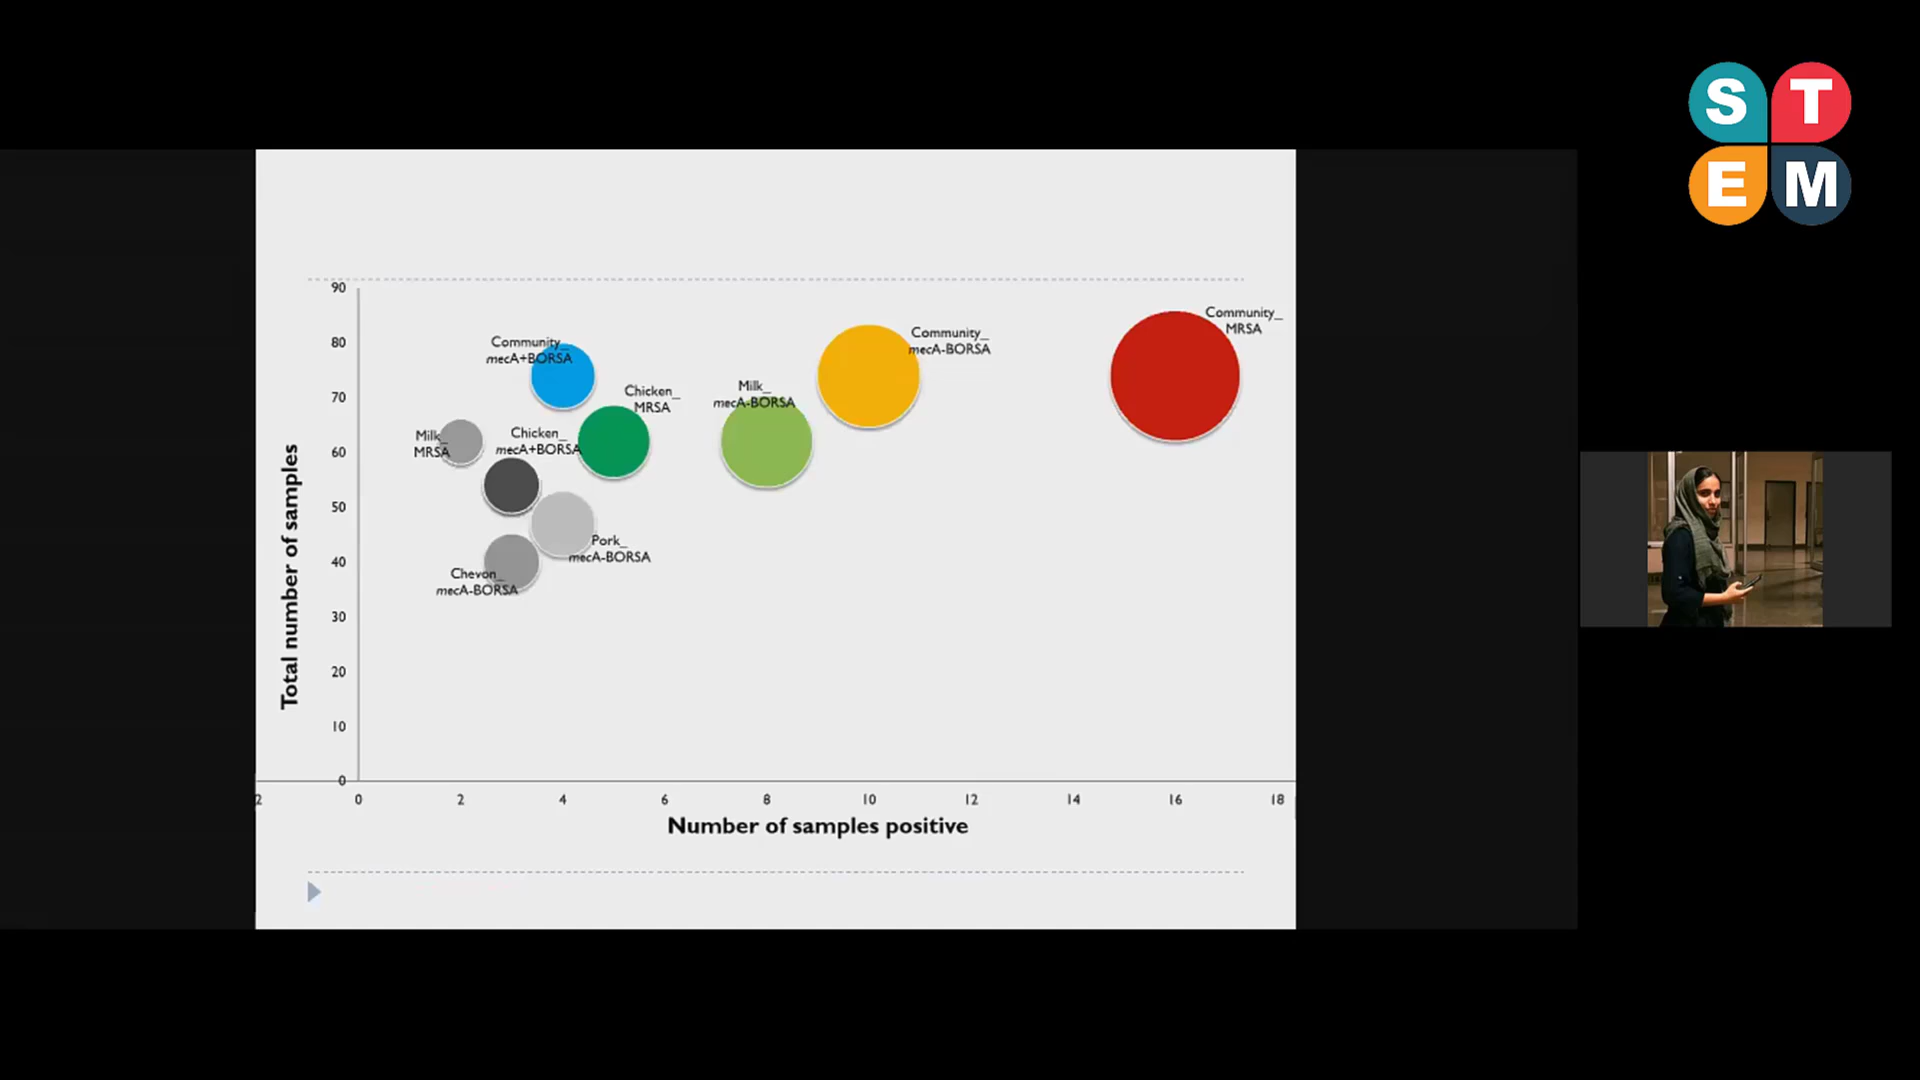 S T
E M
90
80
70
60
50
40
30
20
10
0
Total number of samples
Community_
mecA+BORSA
Chicken_
MRSA
Milk_
mecA-BORSA
Community_
mecA-BORSA
Community_
MRSA
Milk_
MRSA
Chicken_
mecA+BORSA
Pork_
mecA-BORSA
Chevon_
mecA-BORSA
2 0 2 4 6 8 10 12 14 16 18
Number of samples positive